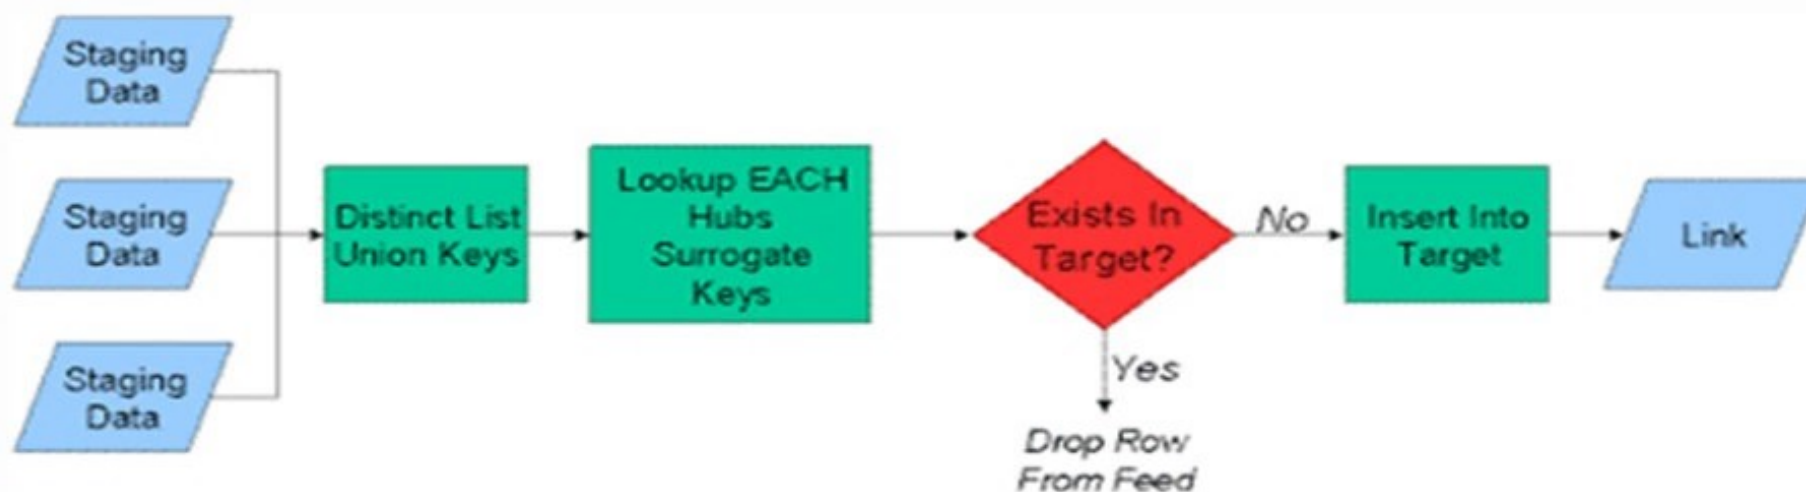 Staging
Data
Staging
Data
Staging
Data
Distinct List
Union Keys
Lookup EACH
Hubs
Surrogate
Keys
Exists In
Target?
No
Yes
Drop Row
From Feed
Insert Into
Target
Link